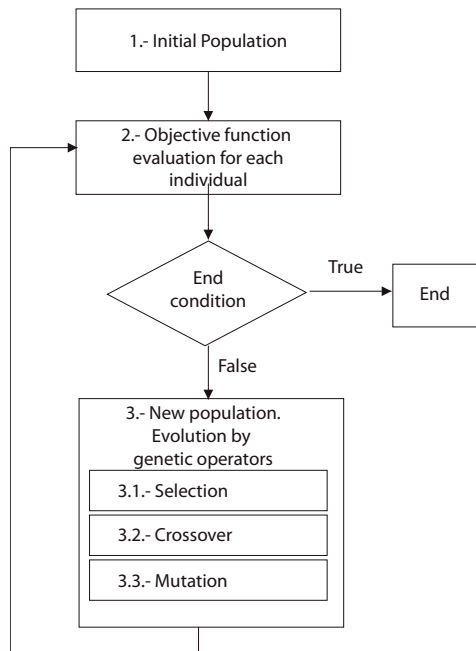 1.- Initial Population
2.- Objective function
evaluation for each
individual
End
condition
True
End
False
3.- New population.
Evolution by
genetic operators
3.1.- Selection
3.2.- Crossover
3.3.- Mutation